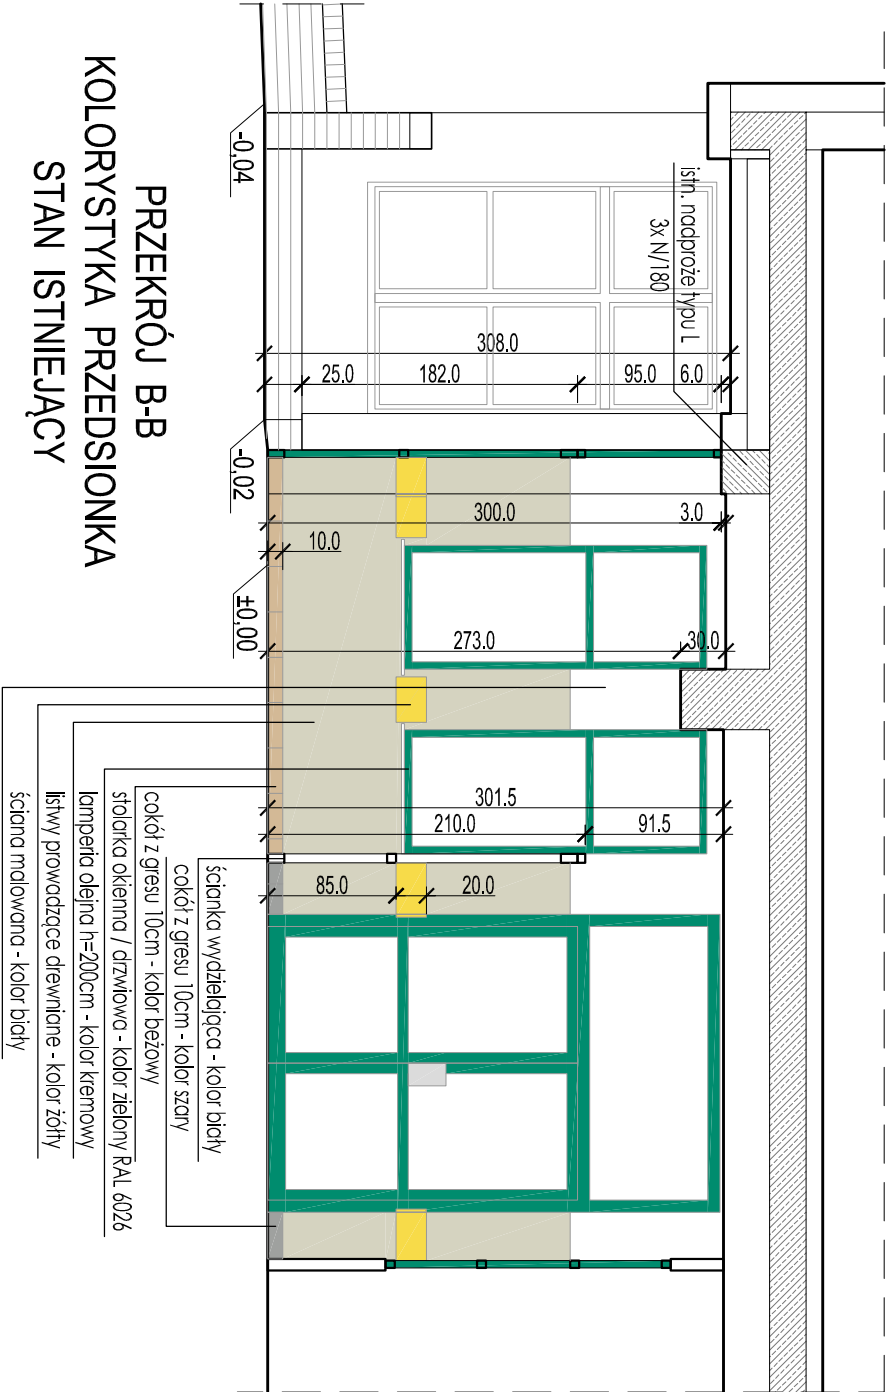 istn. nadproże typu L
3x N/180
308.0
25.0
182.0
95.0
6.0
-0,04
-0,02
±0,00
300.0
3.0
10.0
273.0
30.0
301.5
210.0
91.5
85.0
20.0
ścianka wydzielająca - kolor biały
cokół z gresu 10cm - kolor szary
cokół z gresu 10cm - kolor beżowy
stolarka okienna / drzwiowa - kolor zielony RAL 6026
lamperia olejna h=200cm - kolor kremowy
listwy prowadzące drewniane - kolor żółty
ściana malowana - kolor biały
PRZEKRÓJ B-B
KOLORYSTYKA PRZEDSIONKA
STAN ISTNIEJĄCY